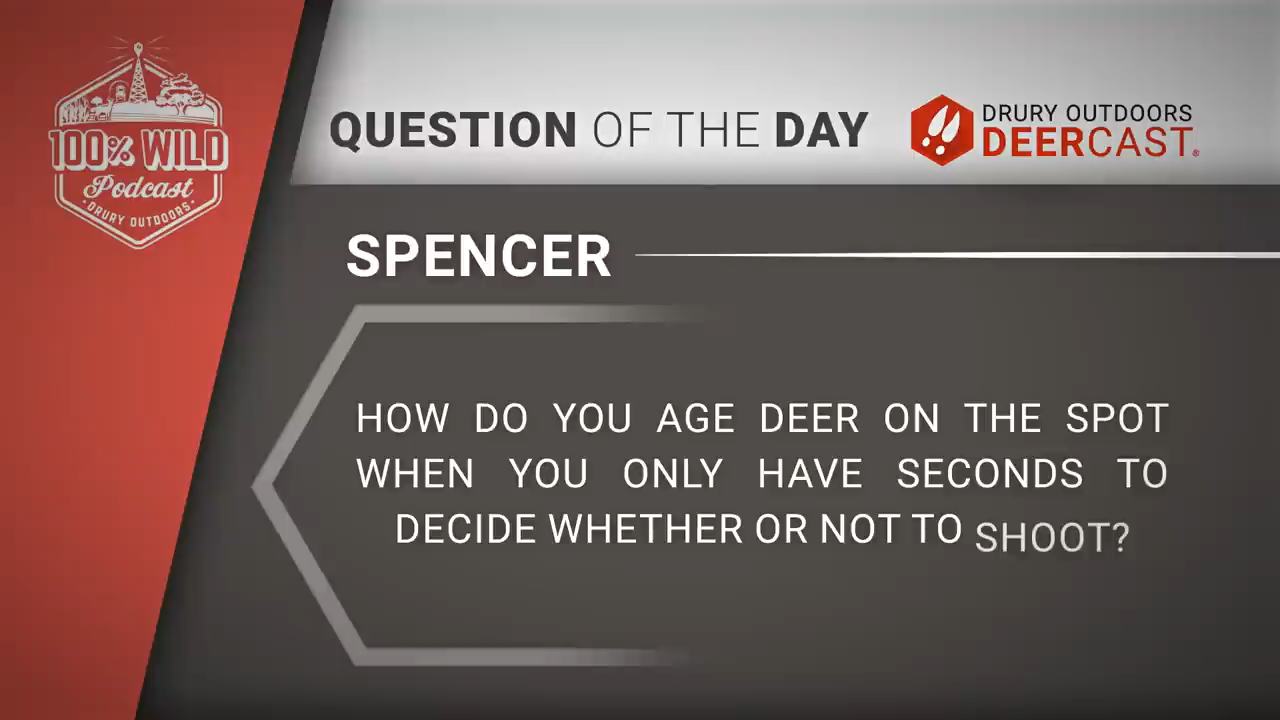 100% WILD
Podcast
• DRURY OUTDOORS •
QUESTION OF THE DAY
DRURY OUTDOORS
DEERCAST®
SPENCER
HOW DO YOU AGE DEER ON THE SPOT
WHEN YOU ONLY HAVE SECONDS TO
DECIDE WHETHER OR NOT TO SHOOT?